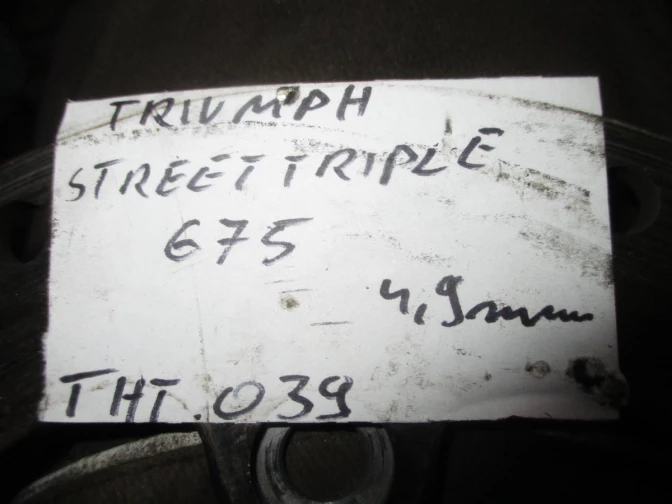 TRIUMPH
STREET TRIPLE
675
4,9mm
THT.039